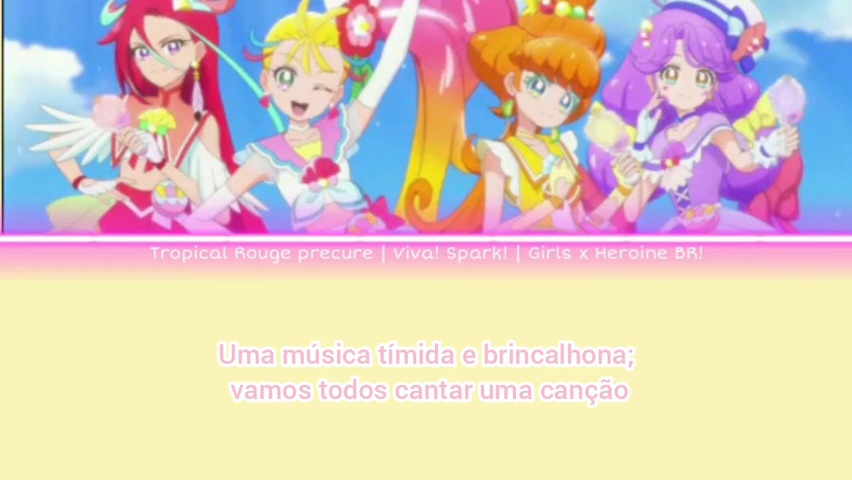 Tropical Rouge precure | Viva! Spark! | Girls x Heroine BR!
Uma música tímida e brincalhona;
vamos todos cantar uma canção